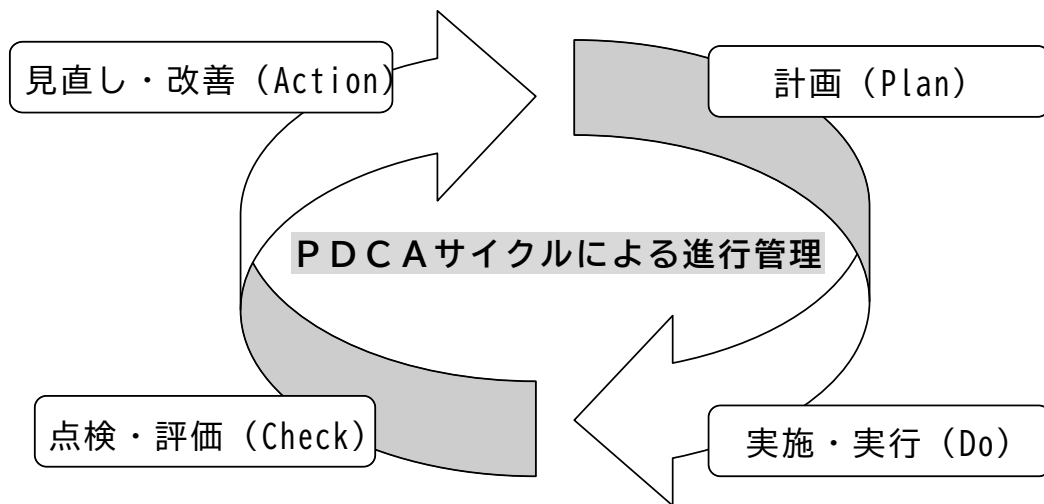 見直し・改善（Action）
計画（Plan）
ＰＤＣＡサイクルによる進行管理
点検・評価（Check）
実施・実行（Do）